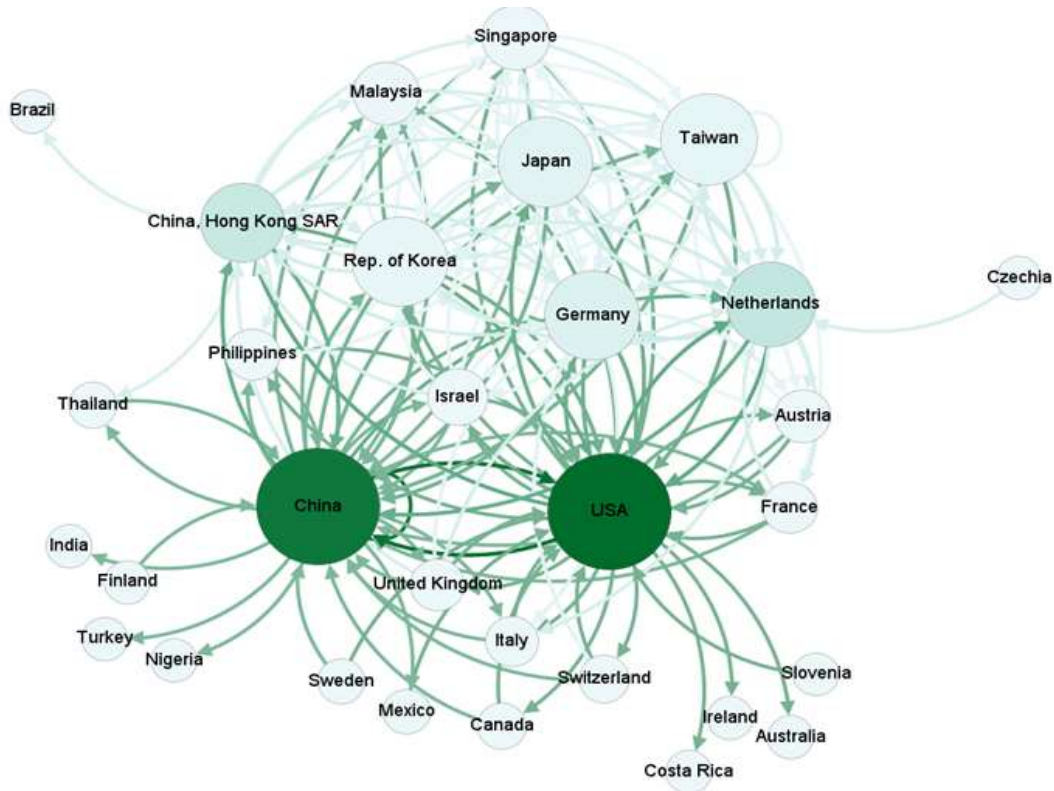 Singapore
Malaysia
Brazil
Taiwan
Japan
China, Hong Kong SAR
Rep. of Korea
Czechia
Netherlands
Germany
Philippines
Israel
Thailand
Austria
China
USA
France
India
Finland
United Kingdom
Turkey
Italy
Nigeria
Sweden
Switzerland
Slovenia
Mexico
Canada
Ireland
Australia
Costa Rica